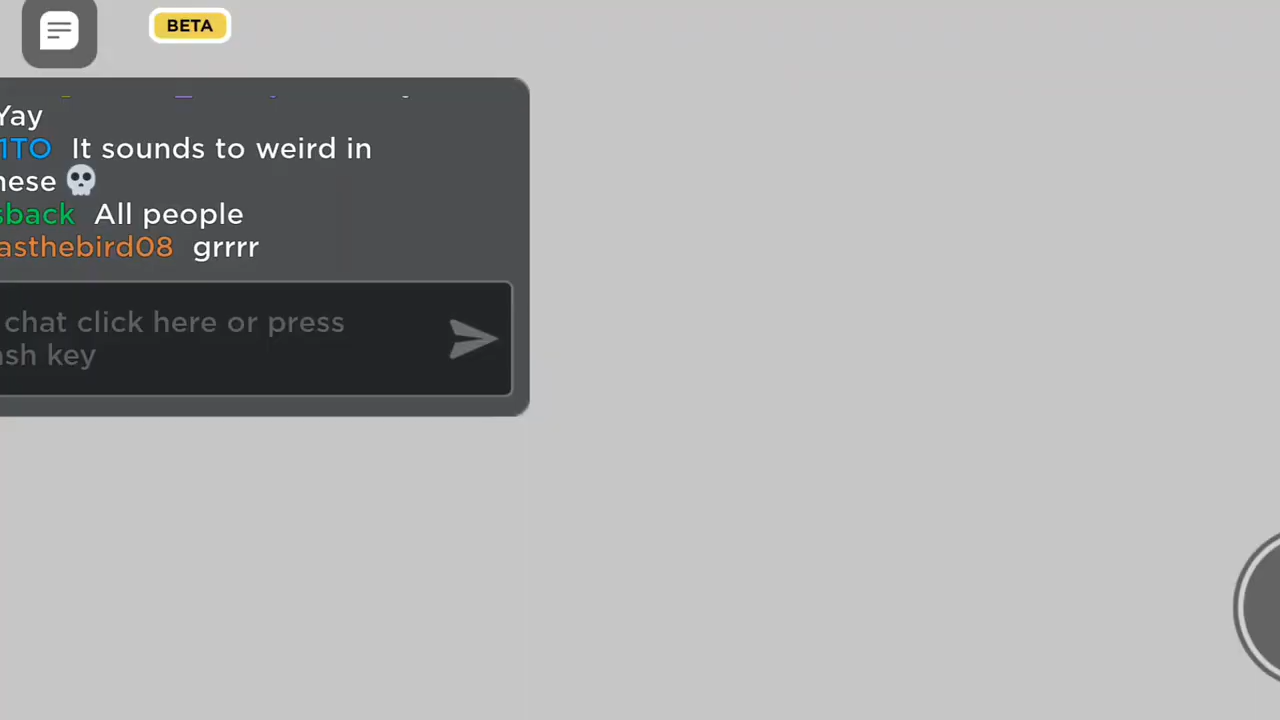 BETA
Yay
1TO It sounds to weird in
nese 💀
sback All people
asthebird08 grrrr
chat click here or press
ash key